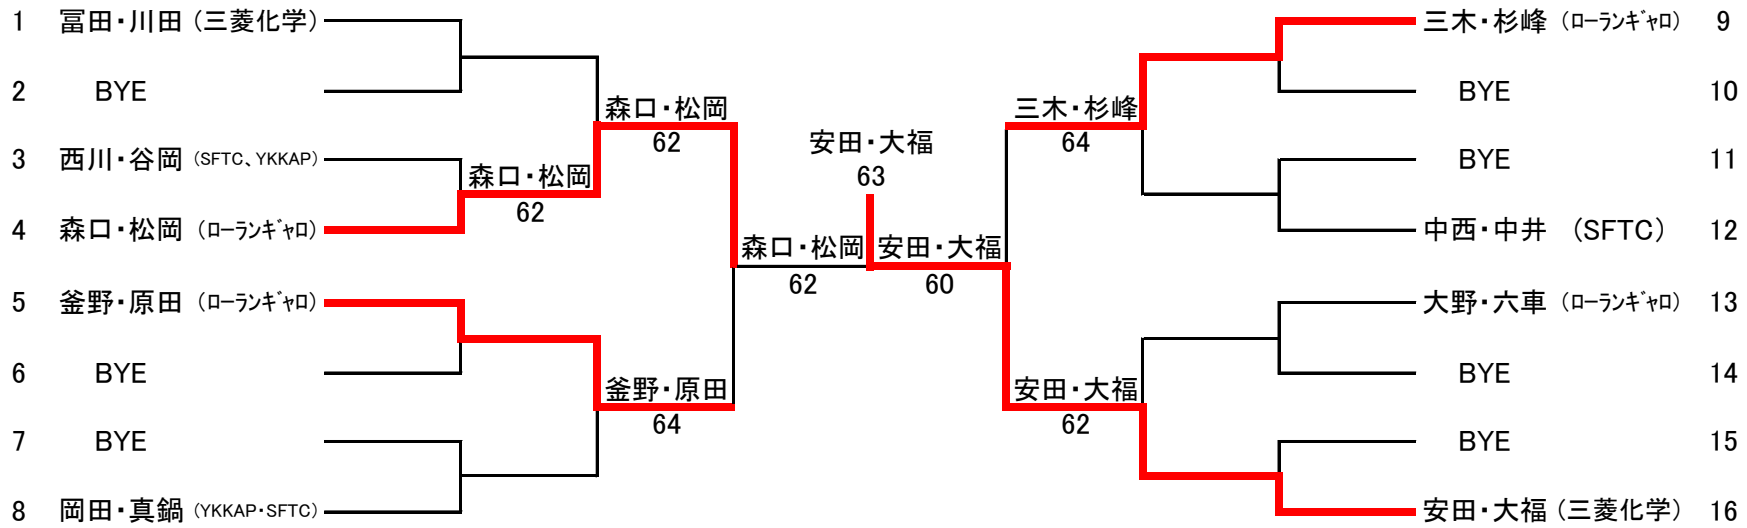 1 冨田・川田 (三菱化学)
2 BYE
3 西川・谷岡 (SFTC、YKKAP)
4 森口・松岡 (ﾛｰﾗﾝｷﾞｬﾛ)
5 釜野・原田 (ﾛｰﾗﾝｷﾞｬﾛ)
6 BYE
7 BYE
8 岡田・真鍋 (YKKAP・SFTC)
森口・松岡
62
森口・松岡
62
釜野・原田
64
森口・松岡
62
安田・大福
63
安田・大福
60
三木・杉峰
64
安田・大福
62
三木・杉峰 (ﾛｰﾗﾝｷﾞｬﾛ) 9
BYE 10
BYE 11
中西・中井 (SFTC) 12
大野・六車 (ﾛｰﾗﾝｷﾞｬﾛ) 13
BYE 14
BYE 15
安田・大福 (三菱化学) 16